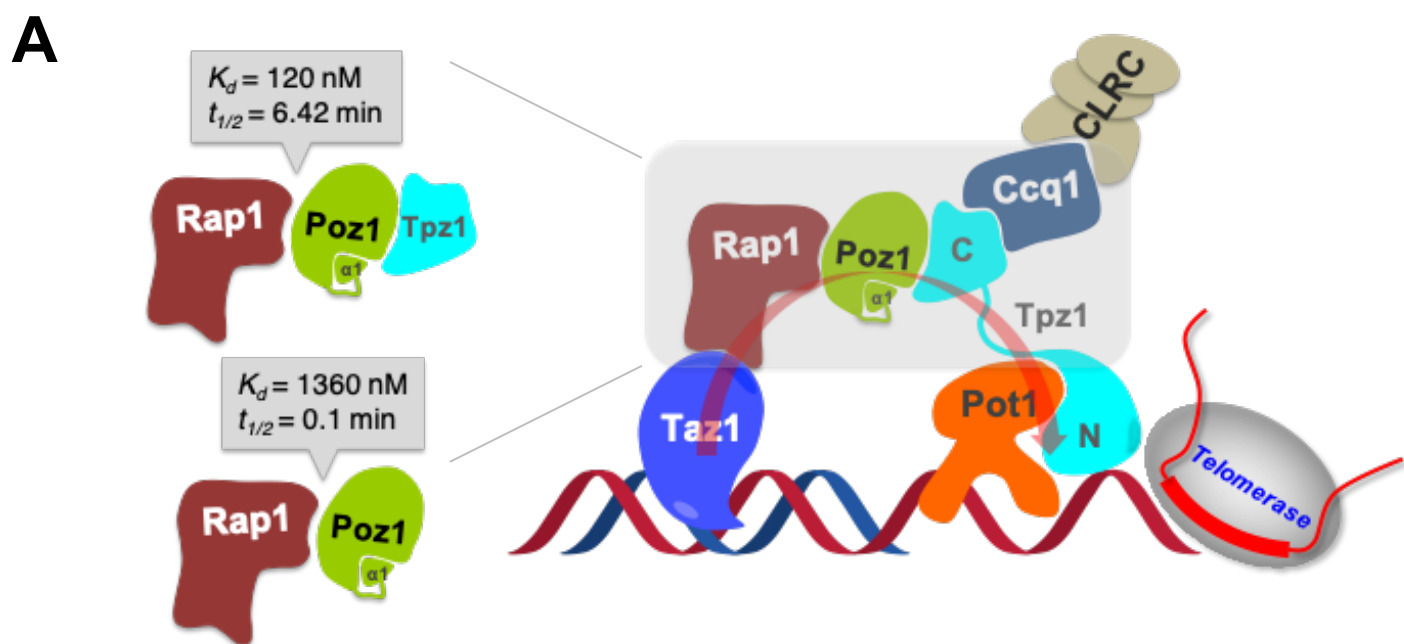 A
Kd = 120 nM
t1/2 = 6.42 min
Rap1
Poz1
α1
Tpz1
Kd = 1360 nM
t1/2 = 0.1 min
Rap1
Poz1
α1
CLRC
Ccq1
Rap1
Poz1
α1
C
Tpz1
Taz1
Pot1
N
Telomerase